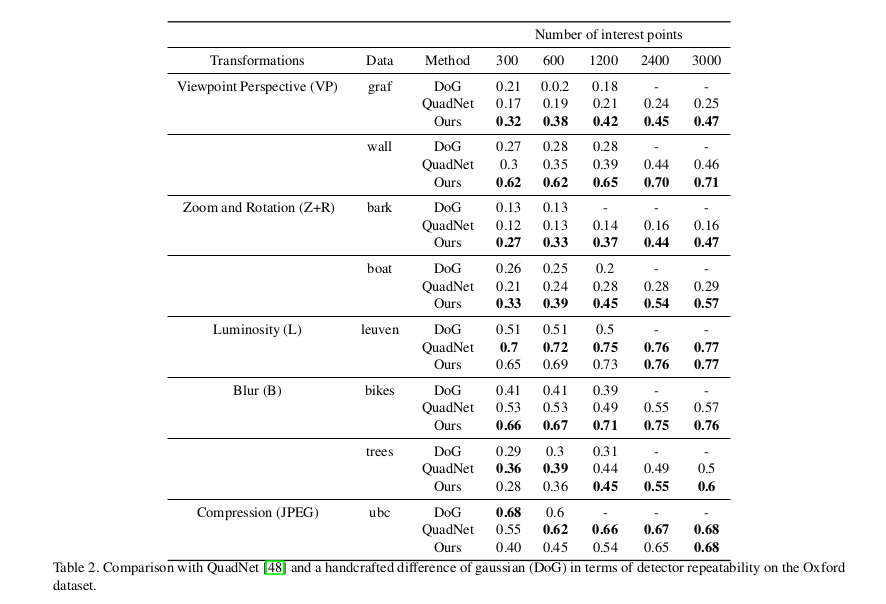 Number of interest points
Transformations Data Method 300 600 1200 2400 3000
Viewpoint Perspective (VP) graf DoG 0.21 0.0.2 0.18 - -
QuadNet 0.17 0.19 0.21 0.24 0.25
Ours 0.32 0.38 0.42 0.45 0.47
wall DoG 0.27 0.28 0.28 - -
QuadNet 0.3 0.35 0.39 0.44 0.46
Ours 0.62 0.62 0.65 0.70 0.71
Zoom and Rotation (Z+R) bark DoG 0.13 0.13 - - -
QuadNet 0.12 0.13 0.14 0.16 0.16
Ours 0.27 0.33 0.37 0.44 0.47
boat DoG 0.26 0.25 0.2 - -
QuadNet 0.21 0.24 0.28 0.28 0.29
Ours 0.33 0.39 0.45 0.54 0.57
Luminosity (L) leuven DoG 0.51 0.51 0.5 - -
QuadNet 0.7 0.72 0.75 0.76 0.77
Ours 0.65 0.69 0.73 0.76 0.77
Blur (B) bikes DoG 0.41 0.41 0.39 - -
QuadNet 0.53 0.53 0.49 0.55 0.57
Ours 0.66 0.67 0.71 0.75 0.76
trees DoG 0.29 0.3 0.31 - -
QuadNet 0.36 0.39 0.44 0.49 0.5
Ours 0.28 0.36 0.45 0.55 0.6
Compression (JPEG) ubc DoG 0.68 0.6 - - -
QuadNet 0.55 0.62 0.66 0.67 0.68
Ours 0.40 0.45 0.54 0.65 0.68
Table 2. Comparison with QuadNet [48] and a handcrafted difference of gaussian (DoG) in terms of detector repeatability on the Oxford
dataset.